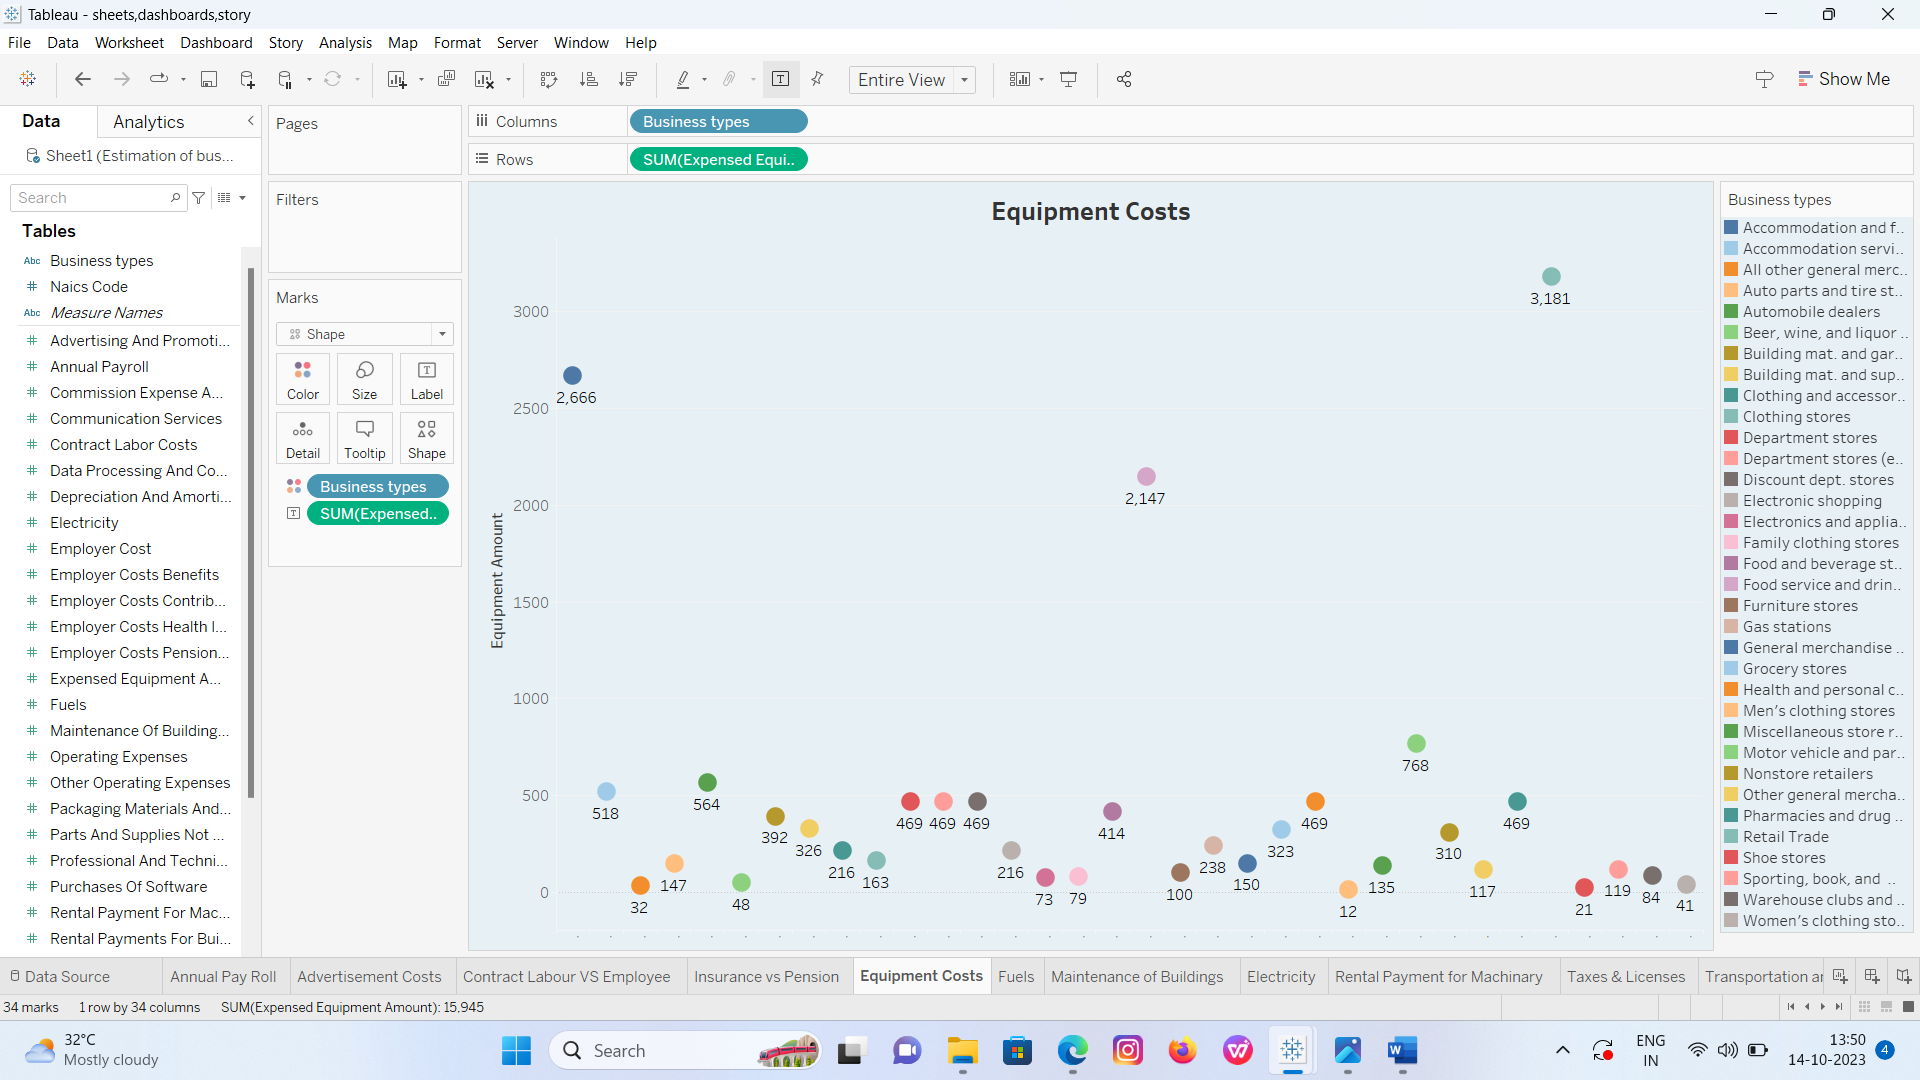 Tableau - sheets,dashboards,story
File Data Worksheet Dashboard Story Analysis Map Format Server Window Help
Entire View
Show Me
Data
Analytics
Sheet1 (Estimation of bus...
Search
Tables
Abc Business types
# Naics Code
Abc Measure Names
# Advertising And Promoti...
# Annual Payroll
# Commission Expense A...
# Communication Services
# Contract Labor Costs
# Data Processing And Co...
# Depreciation And Amorti...
# Electricity
# Employer Cost
# Employer Costs Benefits
# Employer Costs Contrib...
# Employer Costs Health I...
# Employer Costs Pension...
# Expensed Equipment A...
# Fuels
# Maintenance Of Building...
# Operating Expenses
# Other Operating Expenses
# Packaging Materials And...
# Parts And Supplies Not ...
# Professional And Techni...
# Purchases Of Software
# Rental Payment For Mac...
# Rental Payments For Bui...
Pages
Filters
Marks
Shape
Color Size Label
Detail Tooltip Shape
Business types
SUM(Expensed..
Columns
Business types
Rows
SUM(Expensed Equi..
Equipment Costs
Equipment Amount
3000
2500
2000
1500
1000
500
0
2,666
518
32
147
564
48
392
326
216
163
469
469
469
216
73
79
414
2,147
100
238
150
323
469
12
135
768
310
117
469
3,181
21
119
84
41
Business types
Accommodation and f..
Accommodation servi..
All other general merc..
Auto parts and tire st..
Automobile dealers
Beer, wine, and liquor ..
Building mat. and gar..
Building mat. and sup..
Clothing and accessor..
Clothing stores
Department stores
Department stores (e..
Discount dept. stores
Electronic shopping
Electronics and applia..
Family clothing stores
Food and beverage st..
Food service and drin..
Furniture stores
Gas stations
General merchandise ..
Grocery stores
Health and personal c..
Men's clothing stores
Miscellaneous store r..
Motor vehicle and par..
Nonstore retailers
Other general mercha..
Pharmacies and drug ..
Retail Trade
Shoe stores
Sporting, book, and ..
Warehouse clubs and ..
Women's clothing sto..
Data Source
Annual Pay Roll
Advertisement Costs
Contract Labour VS Employee
Insurance vs Pension
Equipment Costs
Fuels
Maintenance of Buildings
Electricity
Rental Payment for Machinary
Taxes & Licenses
Transportation ar
34 marks 1 row by 34 columns SUM(Expensed Equipment Amount): 15,945
32°C
Mostly cloudy
Search
ENG
IN
13:50
14-10-2023
4